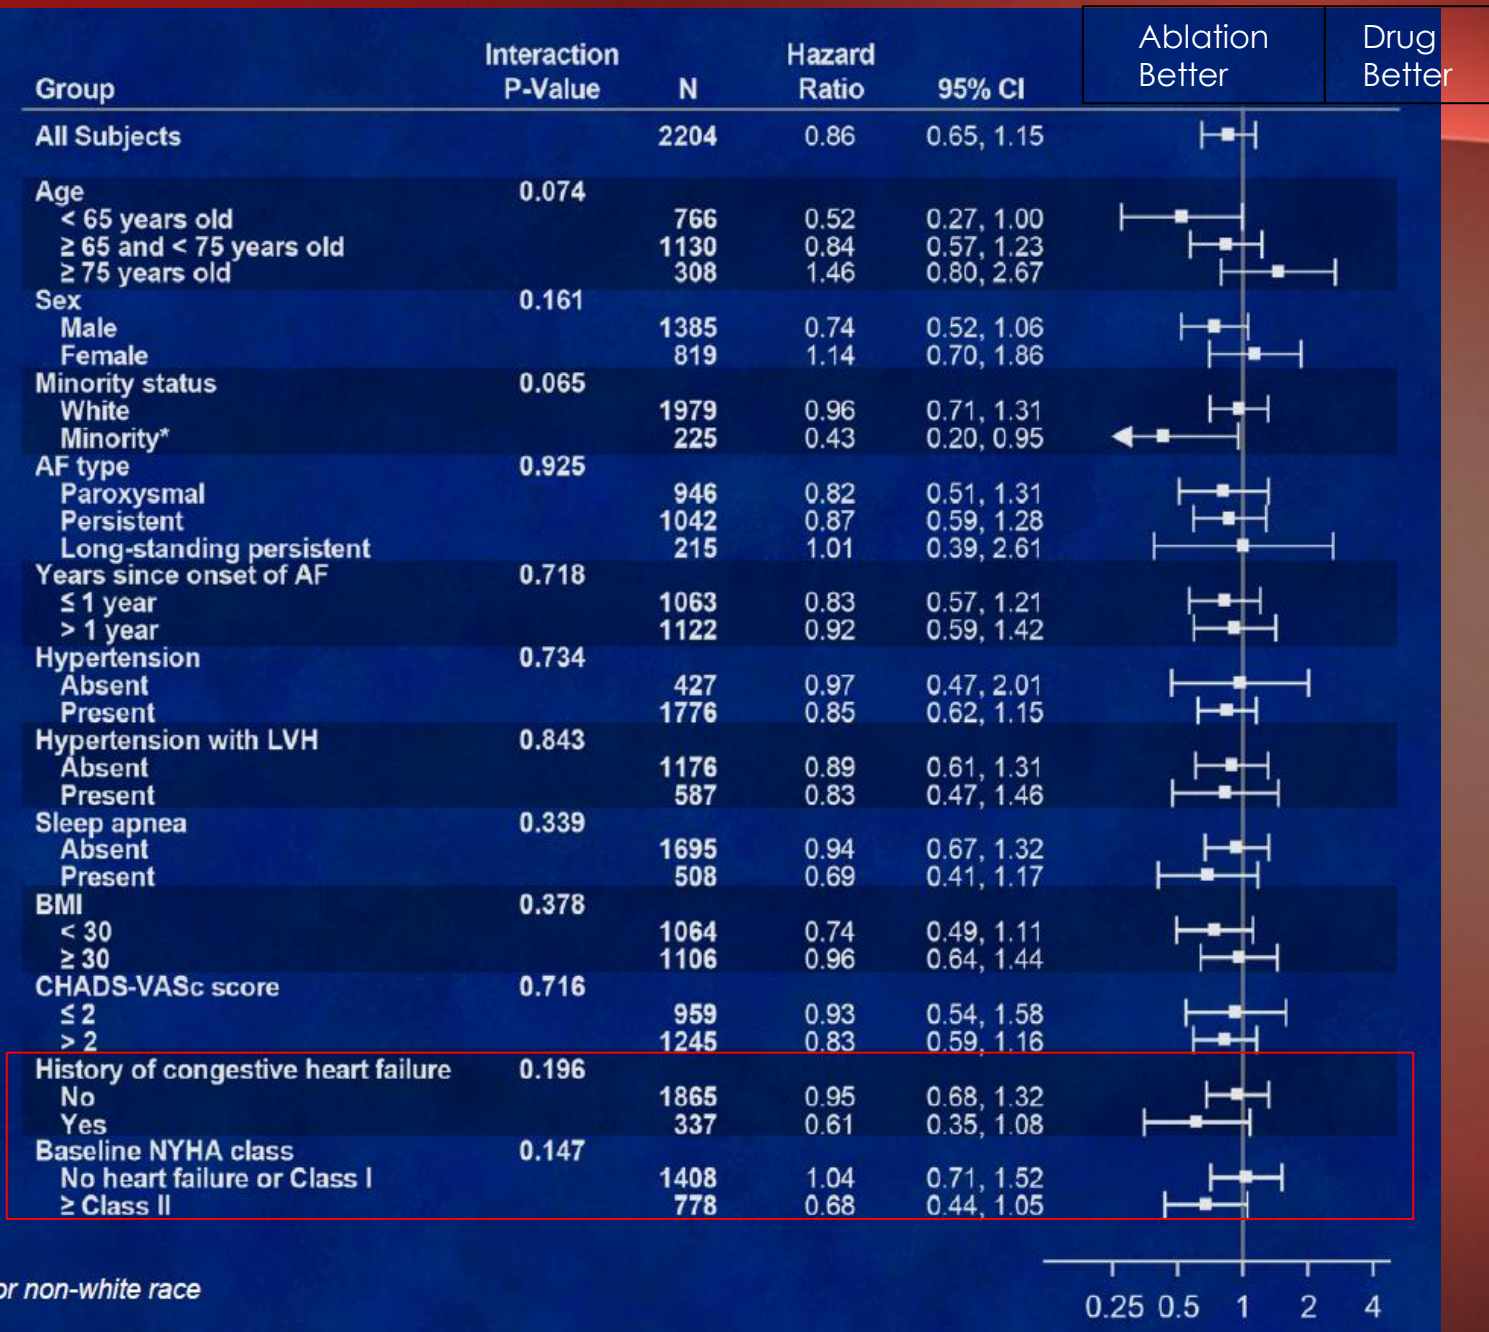 Ablation Better
Drug Better
Group Interaction P-Value N Hazard Ratio 95% CI
All Subjects 2204 0.86 0.65, 1.15
Age 0.074
< 65 years old 766 0.52 0.27, 1.00
≥ 65 and < 75 years old 1130 0.84 0.57, 1.23
≥ 75 years old 308 1.46 0.80, 2.67
Sex 0.161
Male 1385 0.74 0.52, 1.06
Female 819 1.14 0.70, 1.86
Minority status 0.065
White 1979 0.96 0.71, 1.31
Minority* 225 0.43 0.20, 0.95
AF type 0.925
Paroxysmal 946 0.82 0.51, 1.31
Persistent 1042 0.87 0.59, 1.28
Long-standing persistent 215 1.01 0.39, 2.61
Years since onset of AF 0.718
≤ 1 year 1063 0.83 0.57, 1.21
> 1 year 1122 0.92 0.59, 1.42
Hypertension 0.734
Absent 427 0.97 0.47, 2.01
Present 1776 0.85 0.62, 1.15
Hypertension with LVH 0.843
Absent 1176 0.89 0.61, 1.31
Present 587 0.83 0.47, 1.46
Sleep apnea 0.339
Absent 1695 0.94 0.67, 1.32
Present 508 0.69 0.41, 1.17
BMI 0.378
< 30 1064 0.74 0.49, 1.11
≥ 30 1106 0.96 0.64, 1.44
CHADS-VASc score 0.716
≤ 2 959 0.93 0.54, 1.58
> 2 1245 0.83 0.59, 1.16
History of congestive heart failure 0.196
No 1865 0.95 0.68, 1.32
Yes 337 0.61 0.35, 1.08
Baseline NYHA class 0.147
No heart failure or Class I 1408 1.04 0.71, 1.52
≥ Class II 778 0.68 0.44, 1.05
or non-white race
0.25 0.5 1 2 4